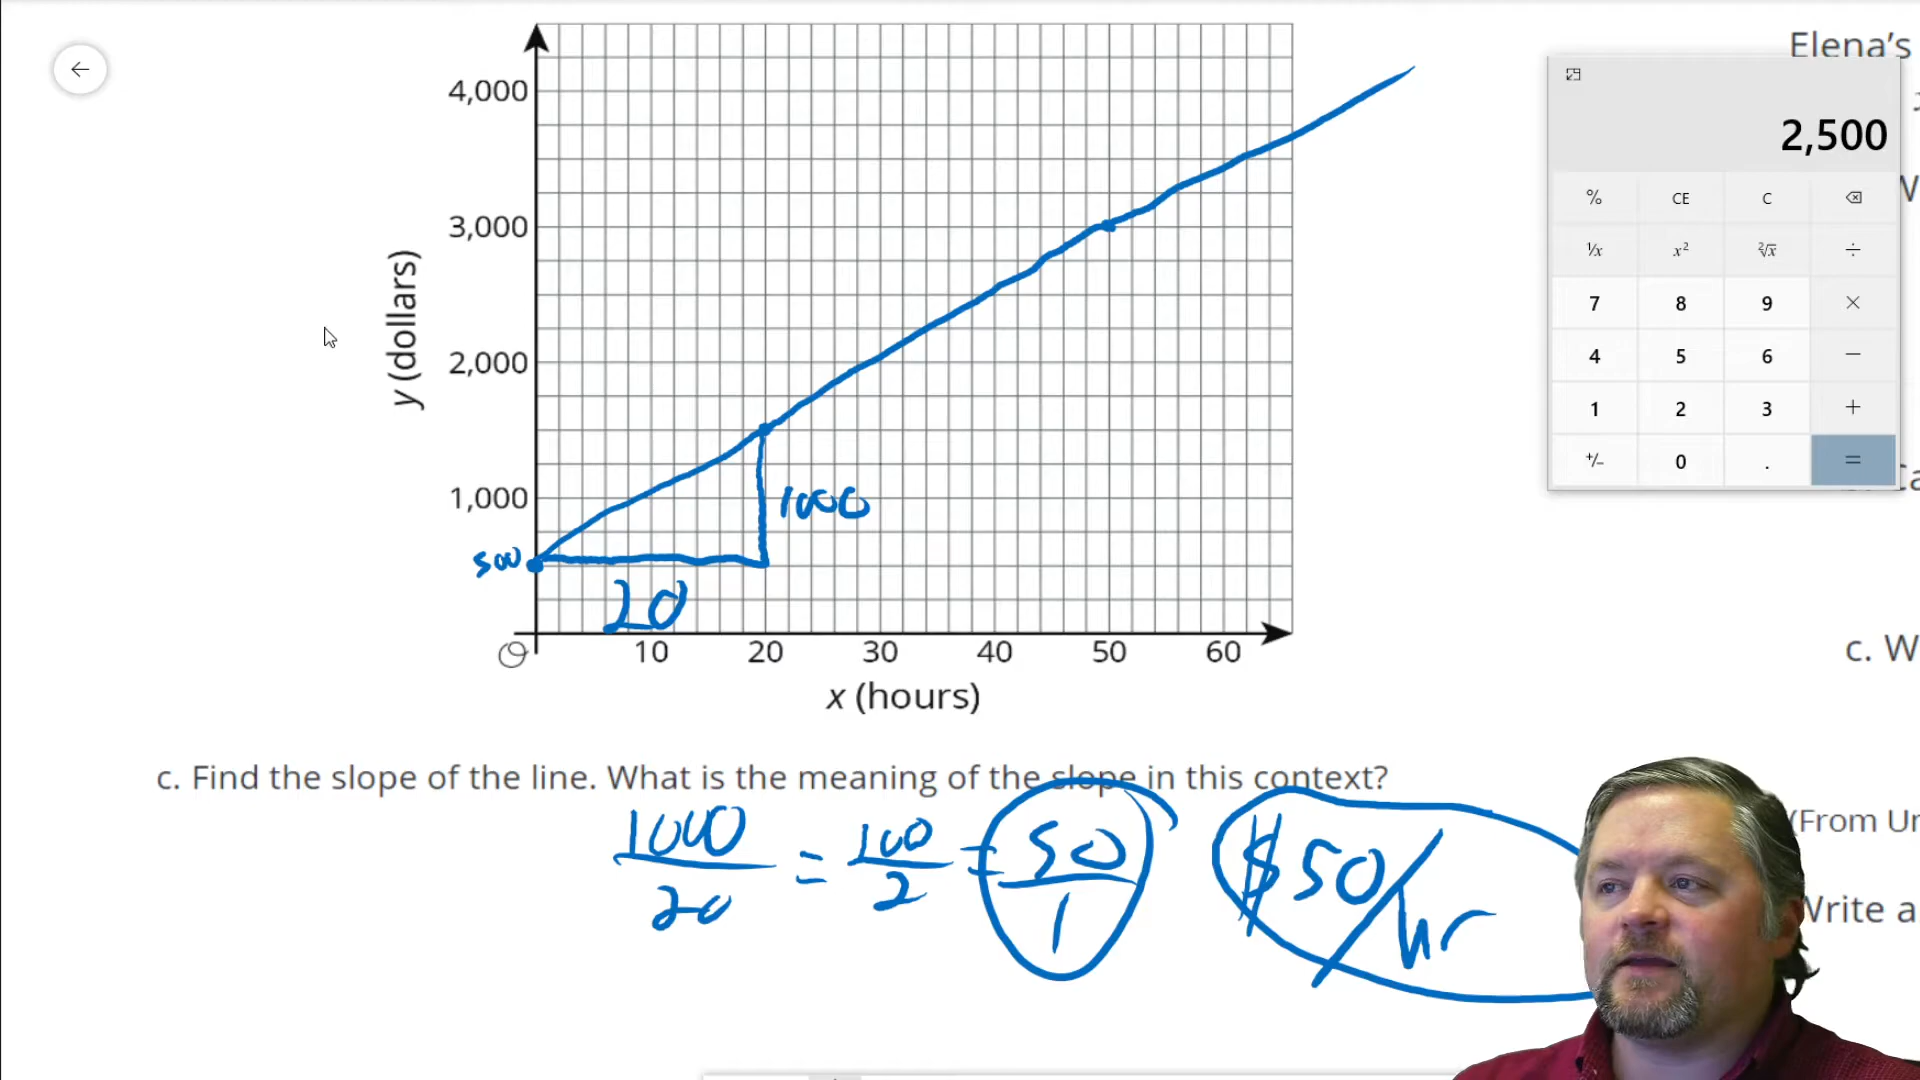 Elena's
4,000
3,000
2,000
1,000
500
y (dollars)
1000
20
O
10 20 30 40 50 60
x (hours)
2,500
% CE C
1/x x² ²√x ÷
7 8 9 ×
4 5 6 −
1 2 3 +
+/− 0 . =
c. W
c. Find the slope of the line. What is the meaning of the slope in this context?
1000/20 = 100/2 = 50/1 $50/hr
(From Un
Write a